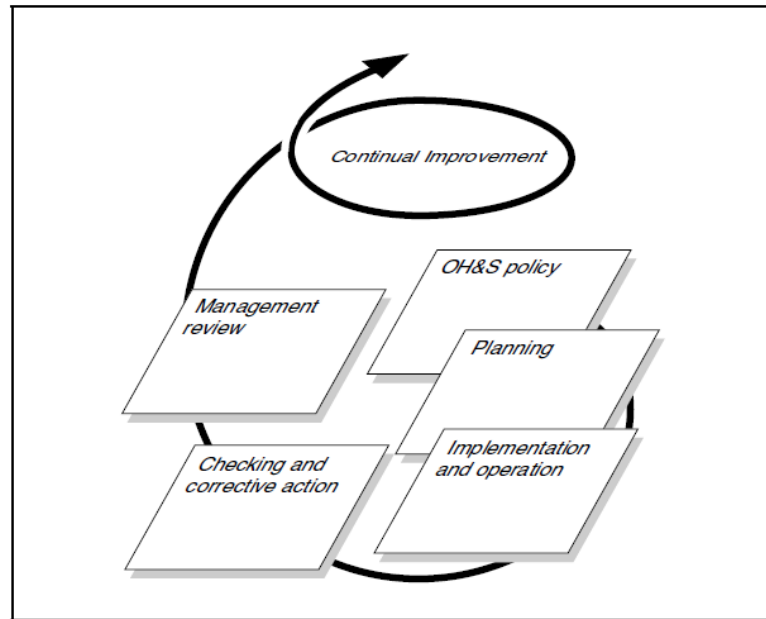 Continual Improvement
OH&S policy
Management
review
Planning
Implementation
and operation
Checking and
corrective action